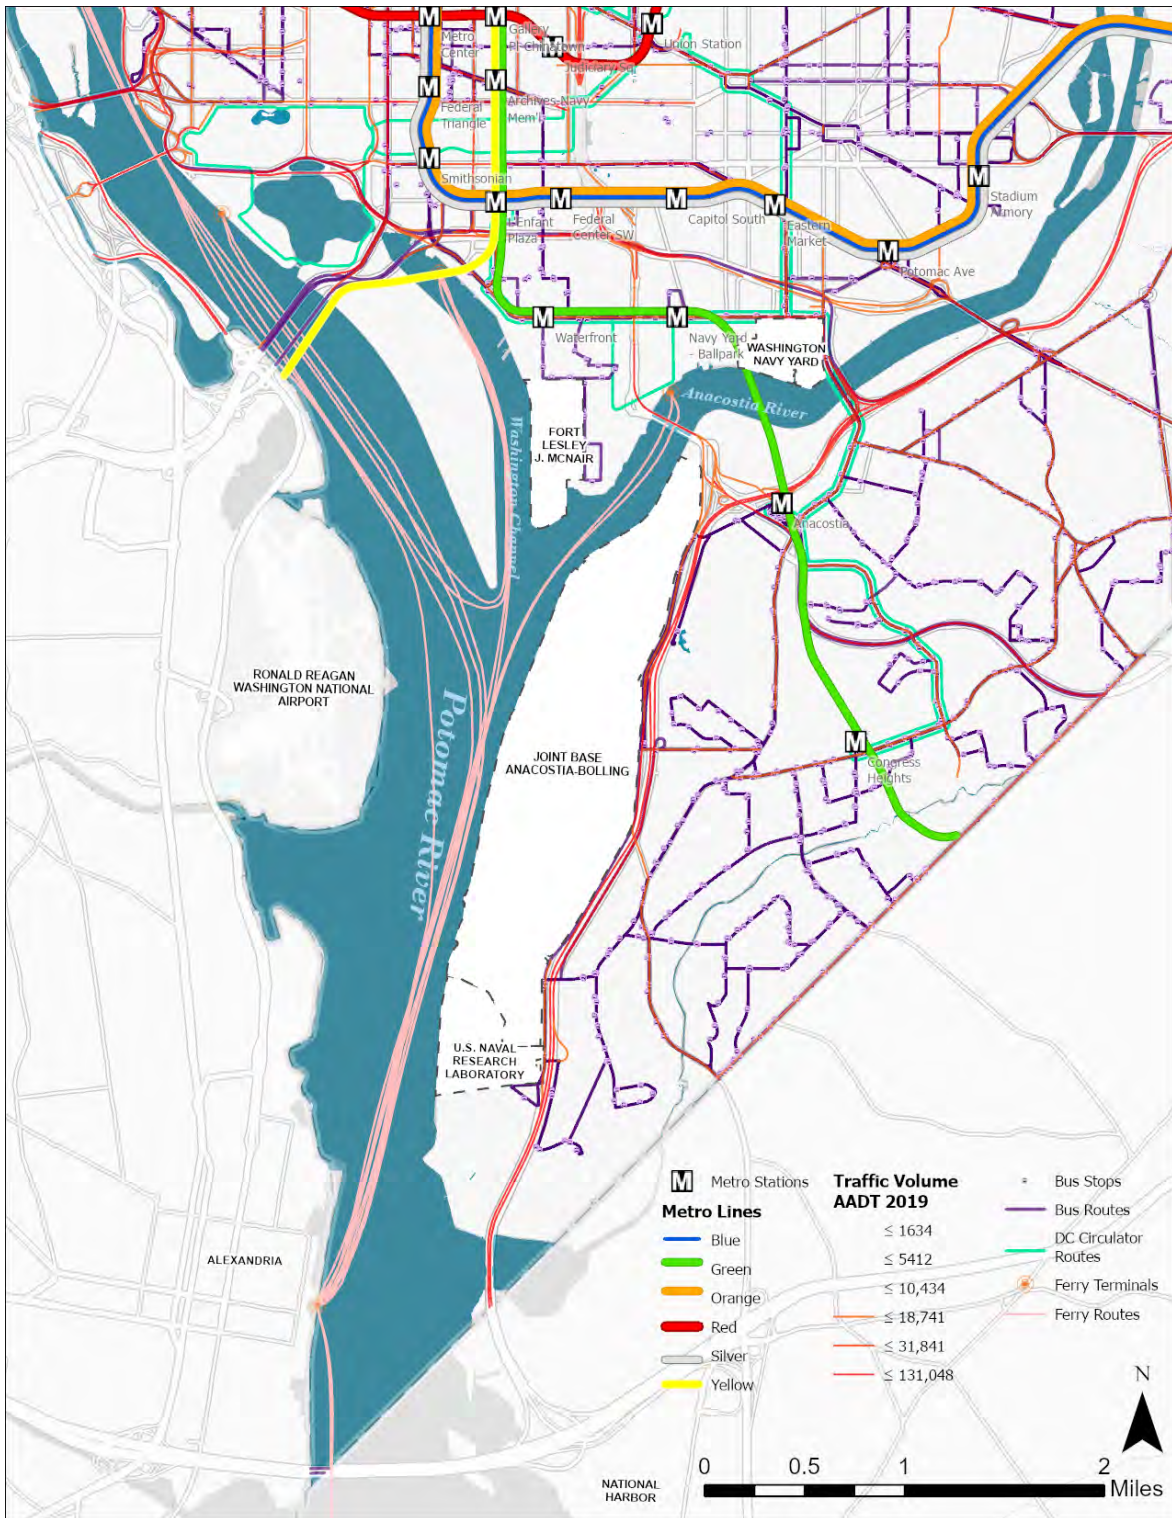 Metro
Center
Gallery
Pl-Chinatown
Judiciary Sq
Union Station
Federal
Triangle
Archives-Navy
Mem'l
Smithsonian
L'Enfant
Plaza
Federal
Center SW
Capitol South
Eastern
Market
Stadium
Armory
Potomac Ave
Waterfront
Navy Yard
- Ballpark
WASHINGTON
NAVY YARD
Anacostia River
Washington Channel
FORT
LESLEY
J. MCNAIR
Anacostia
RONALD REAGAN
WASHINGTON NATIONAL
AIRPORT
Potomac River
JOINT BASE
ANACOSTIA-BOLLING
Congress
Heights
U.S. NAVAL
RESEARCH
LABORATORY
ALEXANDRIA
NATIONAL
HARBOR
M Metro Stations
Metro Lines
Blue
Green
Orange
Red
Silver
Yellow
Traffic Volume
AADT 2019
≤ 1634
≤ 5412
≤ 10,434
≤ 18,741
≤ 31,841
≤ 131,048
Bus Stops
Bus Routes
DC Circulator
Routes
Ferry Terminals
Ferry Routes
N
0 0.5 1 2
Miles